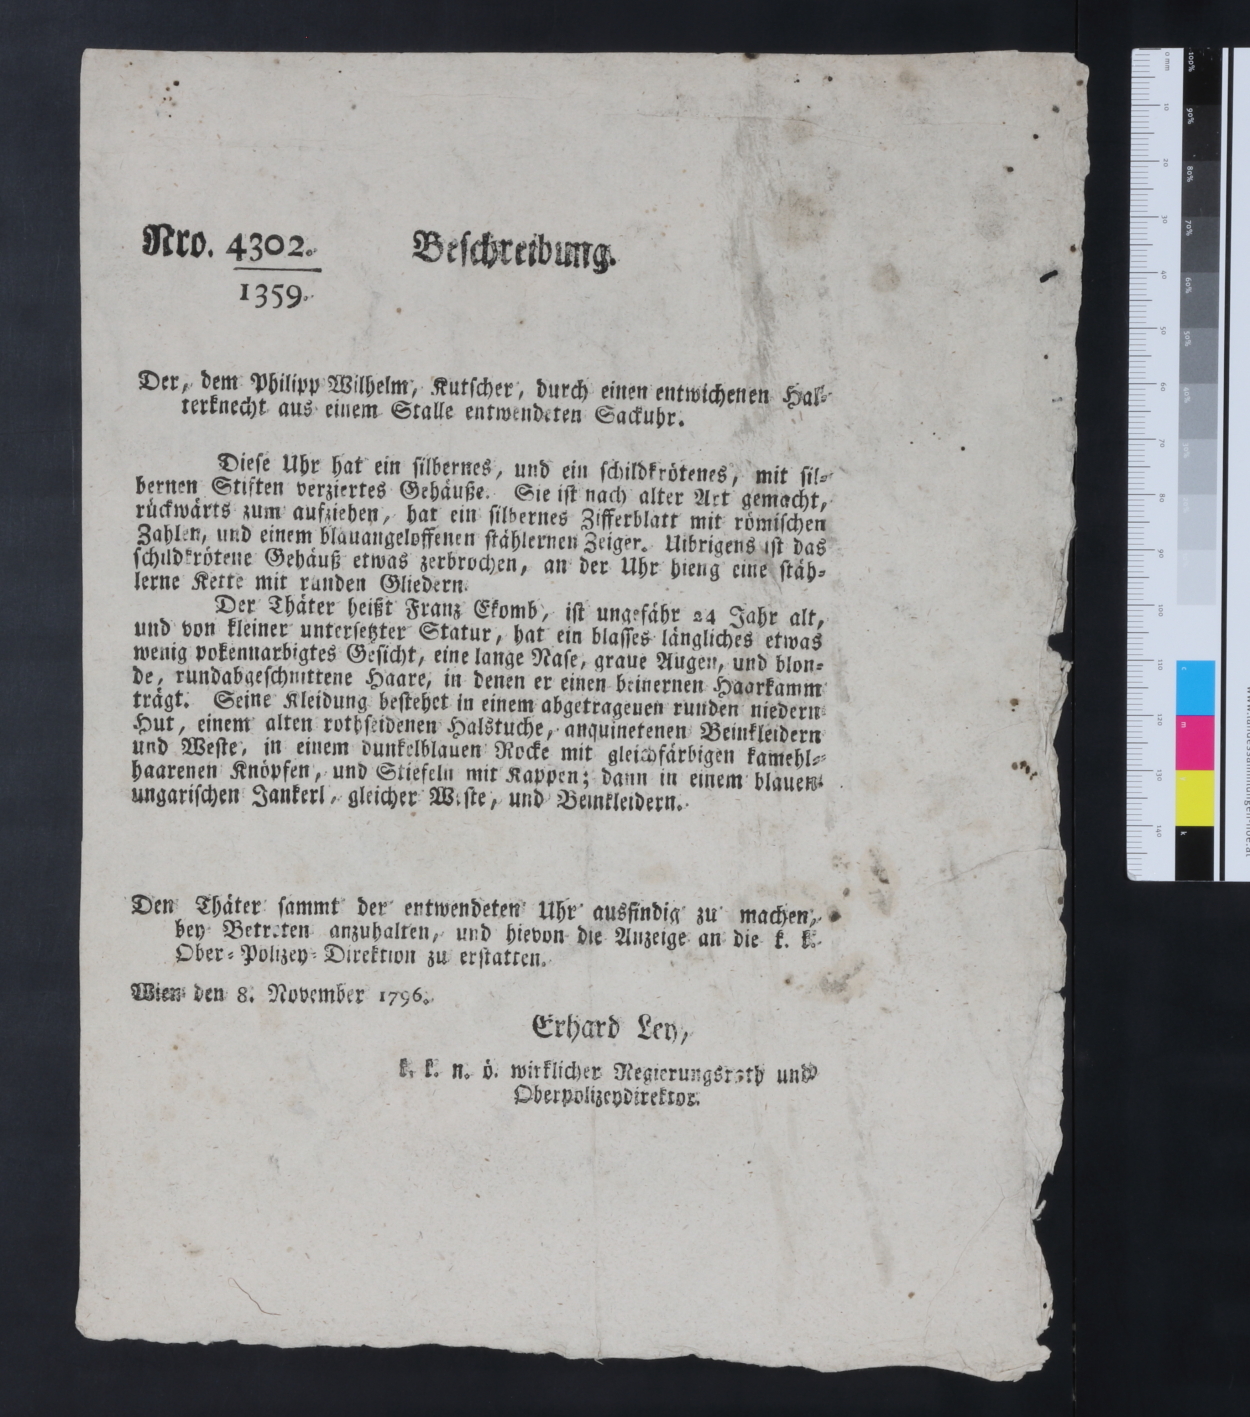 Nro. 4302.
1359.
Beschreibung.
Der, dem Philipp Wilhelm, Kutscher, durch einen entwichenen Hal-
terknecht aus einem Stalle entwendeten Sackuhr.
Diese Uhr hat ein silbernes, und ein schildkrötenes, mit sil-
bernen Stiften verziertes Gehäuße. Sie ist nach alter Art gemacht,
rückwärts zum aufziehen, hat ein silbernes Zifferblatt mit römischen
Zahlen, und einem blauangeloffenen stählernen Zeiger. Uibrigens ist das
schildkrötene Gehäuß etwas zerbrochen, an der Uhr hieng eine stäh-
lerne Kette mit runden Gliedern.
Der Thäter heißt Franz Ekomb, ist ungefähr 24 Jahr alt,
und von kleiner untersetzter Statur, hat ein blasses längliches etwas
wenig pokennarbigtes Gesicht, eine lange Nase, graue Augen, und blon-
de, rundabgeschnittene Haare, in denen er einen beinernen Haarkamm
trägt. Seine Kleidung bestehet in einem abgetragenen runden niedern
Hut, einem alten rothseidenen Halstuche, anquinetenen Beinkleidern
und Weste, in einem dunkelblauen Rocke mit gleichfärbigen kamehl-
haarenen Knöpfen, und Stiefeln mit Kappen; dann in einem blauen
ungarischen Jankerl, gleicher Weste, und Beinkleidern.
Den Thäter sammt der entwendeten Uhr ausfindig zu machen,
bey Betreten anzuhalten, und hievon die Anzeige an die k. k.
Ober-Polizey-Direktion zu erstatten.
Wien den 8. November 1796.
Erhard Ley,
k. k. n. ö. wirklicher Regierungsrath und
Oberpolizeydirektor.